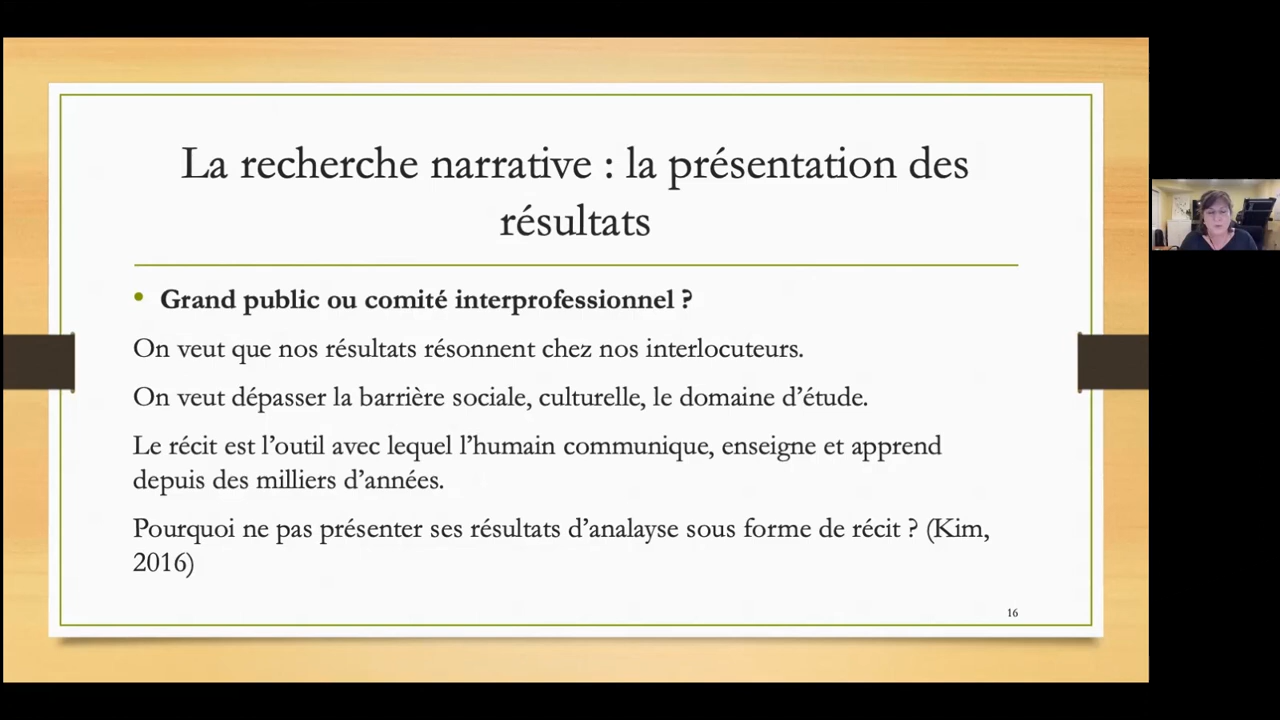 La recherche narrative : la présentation des
résultats
• Grand public ou comité interprofessionnel ?
On veut que nos résultats résonnent chez nos interlocuteurs.
On veut dépasser la barrière sociale, culturelle, le domaine d’étude.
Le récit est l’outil avec lequel l’humain communique, enseigne et apprend
depuis des milliers d’années.
Pourquoi ne pas présenter ses résultats d’analayse sous forme de récit ? (Kim,
2016)
16